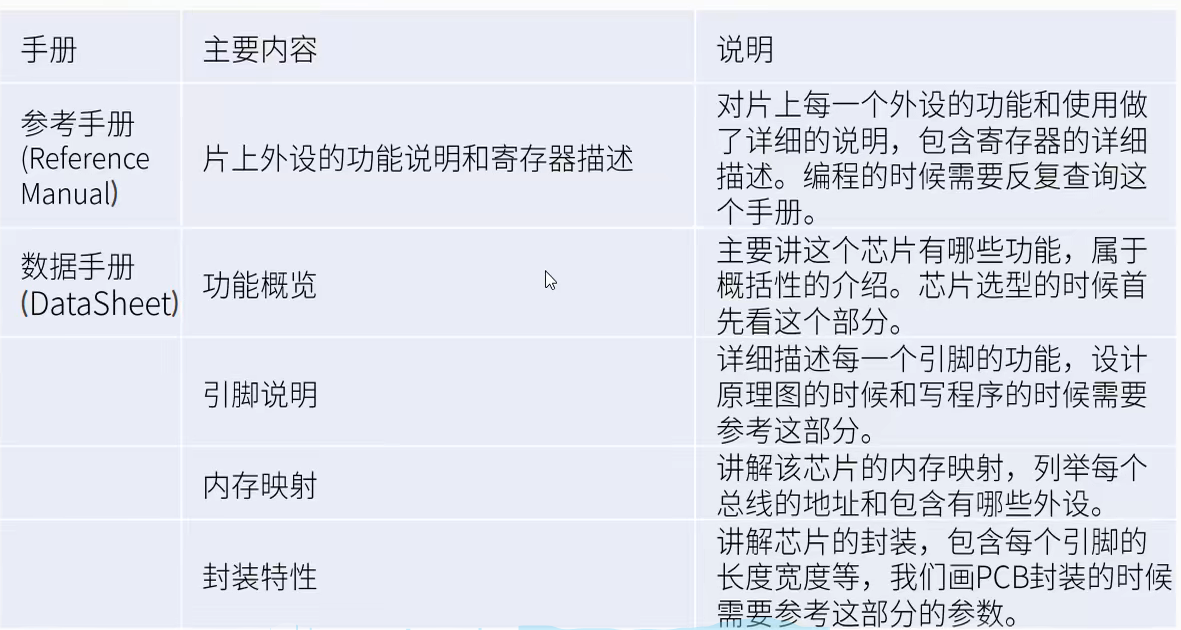 手册
主要内容
说明
参考手册
(Reference
Manual)
片上外设的功能说明和寄存器描述
对片上每一个外设的功能和使用做
了详细的说明，包含寄存器的详细
描述。编程的时候需要反复查询这
个手册。
数据手册
(DataSheet)
功能概览
主要讲这个芯片有哪些功能，属于
概括性的介绍。芯片选型的时候首
先看这个部分。
引脚说明
详细描述每一个引脚的功能，设计
原理图的时候和写程序的时候需要
参考这部分。
内存映射
讲解该芯片的内存映射，列举每个
总线的地址和包含有哪些外设。
封装特性
讲解芯片的封装，包含每个引脚的
长度宽度等，我们画PCB封装的时候
需要参考这部分的参数。